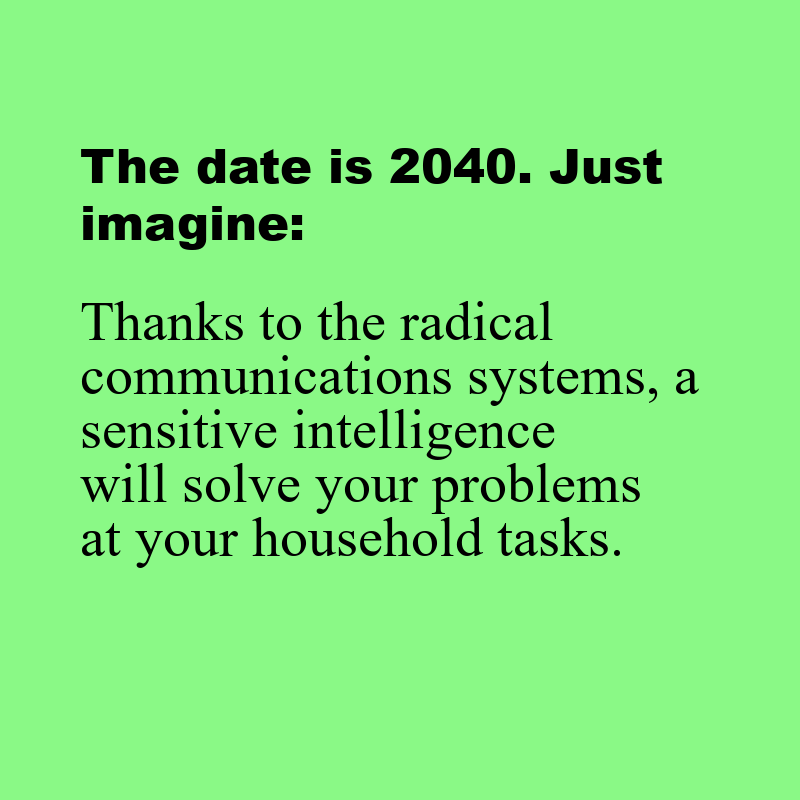 The date is 2040. Just
imagine:
Thanks to the radical
communications systems, a
sensitive intelligence
will solve your problems
at your household tasks.